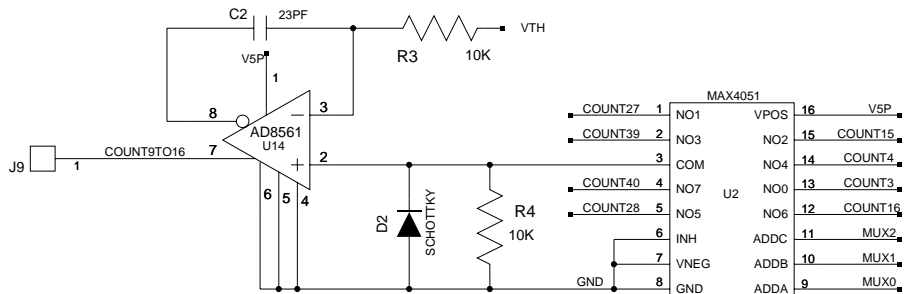 C2 23PF
VTH
R3 10K
V5P
1
8
3
AD8561
U14
7
2
J9
1
COUNT9TO16
6
5
4
D2
SCHOTTKY
R4
10K
GND
MAX4051
U2
COUNT27 1 NO1 VPOS 16 V5P
COUNT39 2 NO3 NO2 15 COUNT15
3 COM NO4 14 COUNT4
COUNT40 4 NO7 NO0 13 COUNT3
COUNT28 5 NO5 NO6 12 COUNT16
6 INH ADDC 11 MUX2
7 VNEG ADDB 10 MUX1
8 GND ADDA 9 MUX0